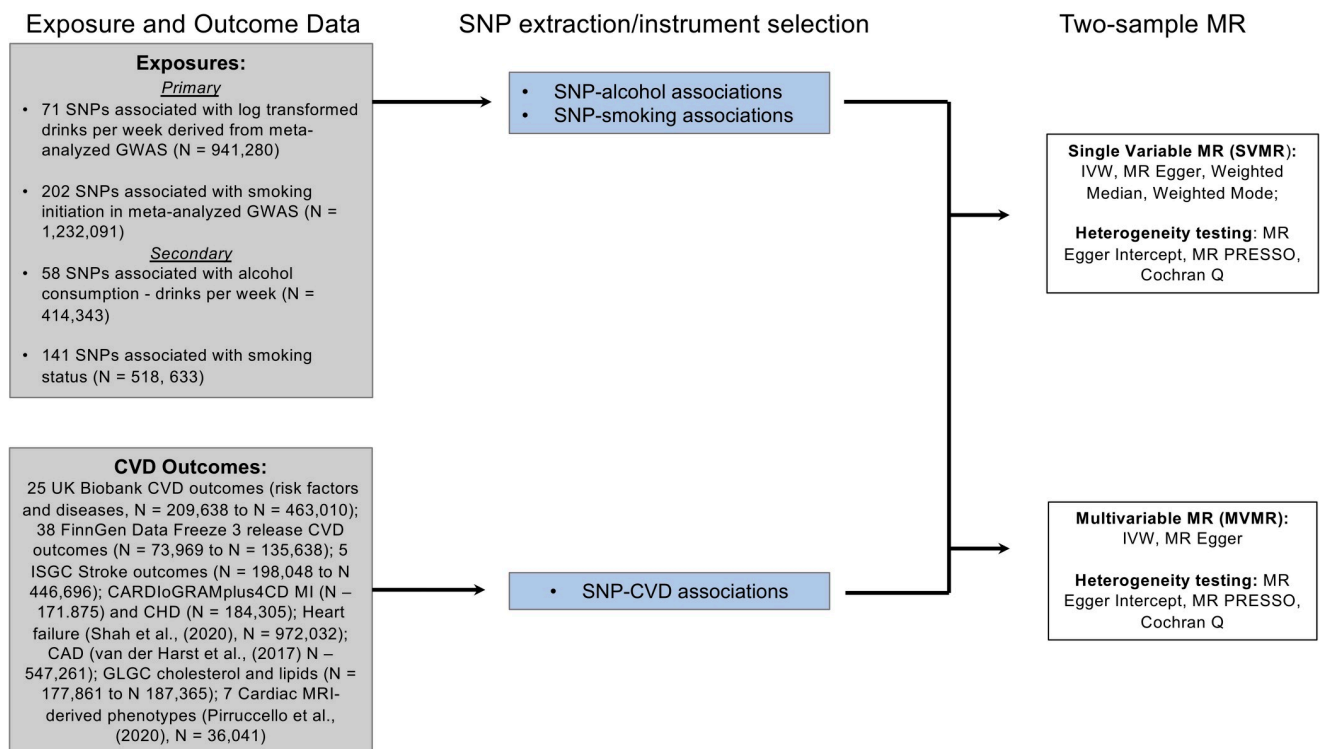 Exposure and Outcome Data
SNP extraction/instrument selection
Two-sample MR
Exposures:
Primary
• 71 SNPs associated with log transformed
drinks per week derived from meta-
analyzed GWAS (N = 941,280)
• 202 SNPs associated with smoking
initiation in meta-analyzed GWAS (N =
1,232,091)
Secondary
• 58 SNPs associated with alcohol
consumption - drinks per week (N =
414,343)
• 141 SNPs associated with smoking
status (N = 518, 633)
• SNP-alcohol associations
• SNP-smoking associations
Single Variable MR (SVMR):
IVW, MR Egger, Weighted
Median, Weighted Mode;
Heterogeneity testing: MR
Egger Intercept, MR PRESSO,
Cochran Q
CVD Outcomes:
25 UK Biobank CVD outcomes (risk factors
and diseases, N = 209,638 to N = 463,010);
38 FinnGen Data Freeze 3 release CVD
outcomes (N = 73,969 to N = 135,638); 5
ISGC Stroke outcomes (N = 198,048 to N
446,696); CARDIoGRAMplus4CD MI (N –
171.875) and CHD (N = 184,305); Heart
failure (Shah et al., (2020), N = 972,032);
CAD (van der Harst et al., (2017) N –
547,261); GLGC cholesterol and lipids (N =
177,861 to N 187,365); 7 Cardiac MRI-
derived phenotypes (Pirruccello et al.,
(2020), N = 36,041)
• SNP-CVD associations
Multivariable MR (MVMR):
IVW, MR Egger
Heterogeneity testing: MR
Egger Intercept, MR PRESSO,
Cochran Q